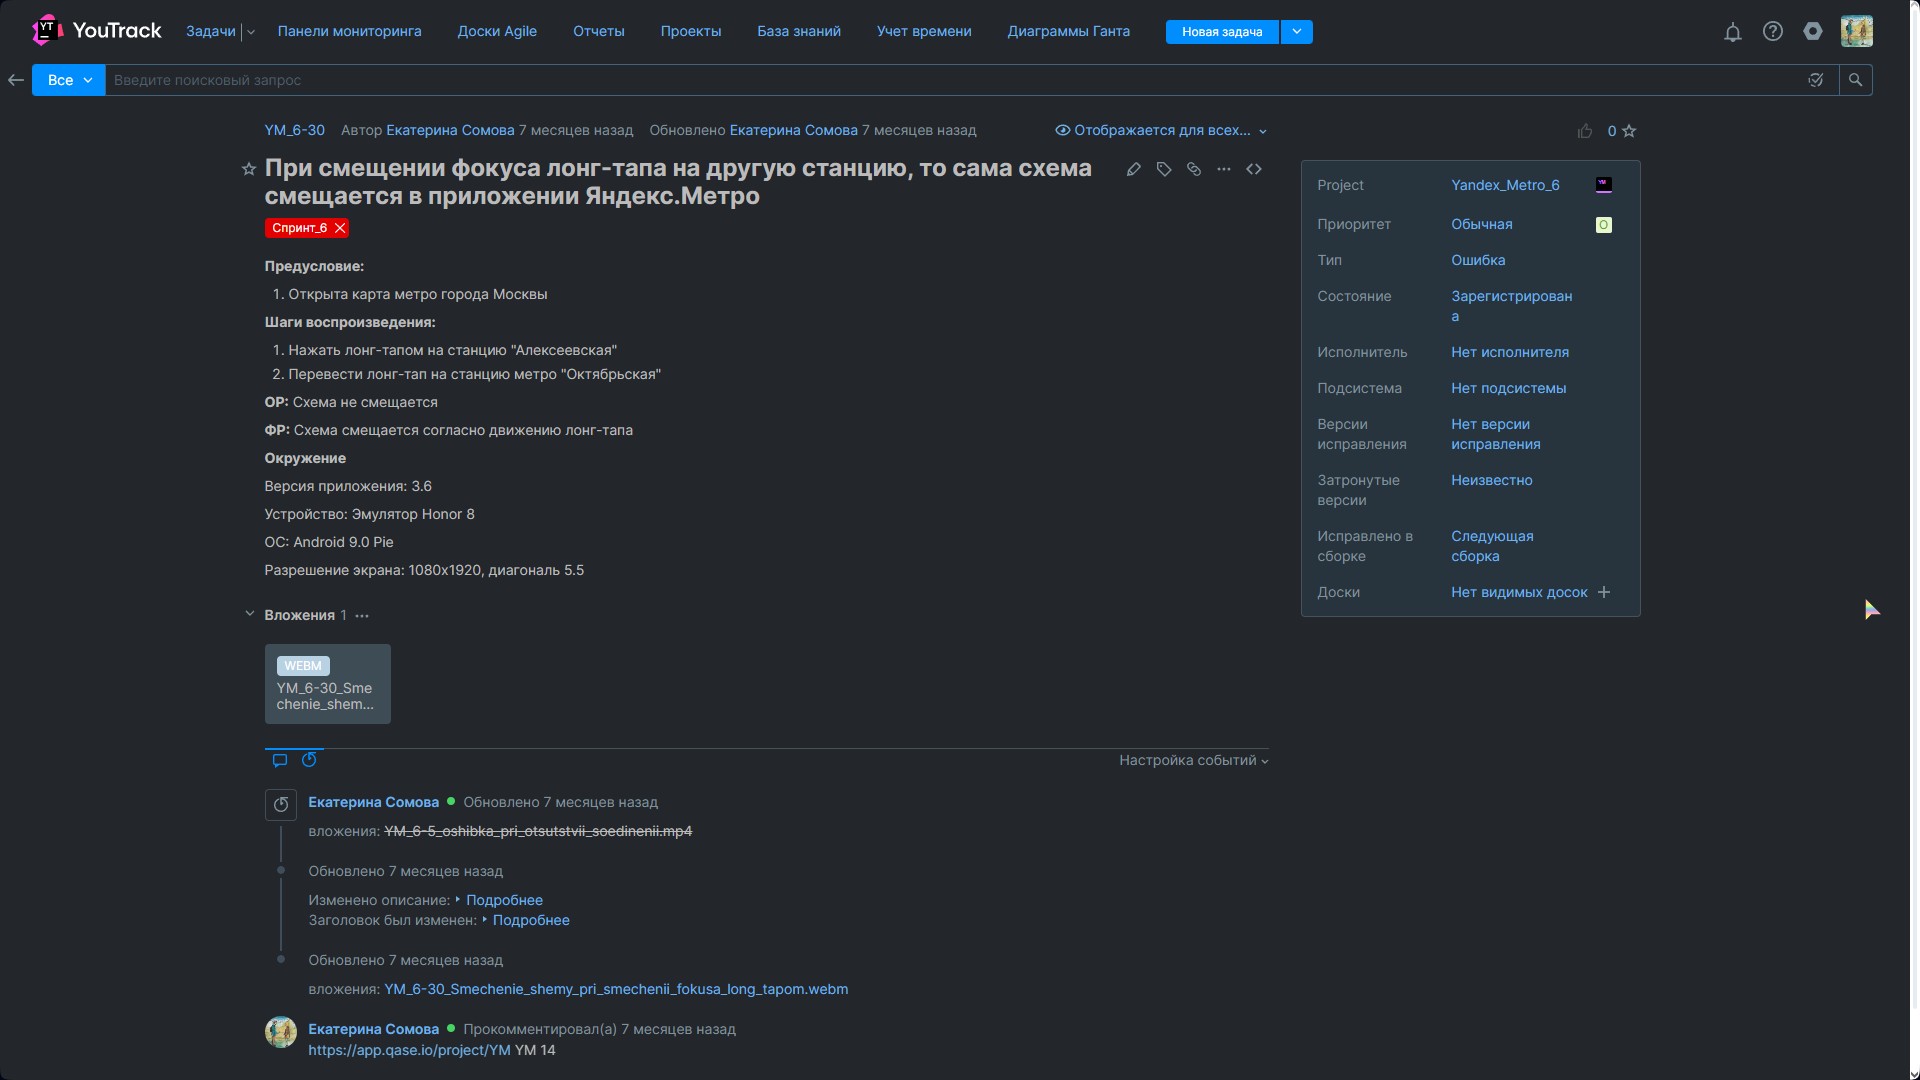 YT YouTrack Задачи Панели мониторинга Доски Agile Отчеты Проекты База знаний Учет времени Диаграммы Ганта Новая задача
Все Введите поисковый запрос
YM_6-30 Автор Екатерина Сомова 7 месяцев назад Обновлено Екатерина Сомова 7 месяцев назад Отображается для всех... 0
При смещении фокуса лонг-тапа на другую станцию, то сама схема
смещается в приложении Яндекс.Метро
Спринт_6
Предусловие:
1. Открыта карта метро города Москвы
Шаги воспроизведения:
1. Нажать лонг-тапом на станцию "Алексеевская"
2. Перевести лонг-тап на станцию метро "Октябрьская"
ОР: Схема не смещается
ФР: Схема смещается согласно движению лонг-тапа
Окружение
Версия приложения: 3.6
Устройство: Эмулятор Honor 8
ОС: Android 9.0 Pie
Разрешение экрана: 1080x1920, диагональ 5.5
Вложения 1
WEBM
YM_6-30_Sme
chenie_shem...
Настройка событий
Екатерина Сомова Обновлено 7 месяцев назад
вложения: YM_6-5_oshibka_pri_otsutstvii_soedinenii.mp4
Обновлено 7 месяцев назад
Изменено описание: Подробнее
Заголовок был изменен: Подробнее
Обновлено 7 месяцев назад
вложения: YM_6-30_Smechenie_shemy_pri_smechenii_fokusa_long_tapom.webm
Екатерина Сомова Прокомментировал(а) 7 месяцев назад
https://app.qase.io/project/YM YM 14
Project Yandex_Metro_6 YM
Приоритет Обычная О
Тип Ошибка
Состояние Зарегистрирован
а
Исполнитель Нет исполнителя
Подсистема Нет подсистемы
Версии Нет версии
исправления исправления
Затронутые Неизвестно
версии
Исправлено в Следующая
сборке сборка
Доски Нет видимых досок